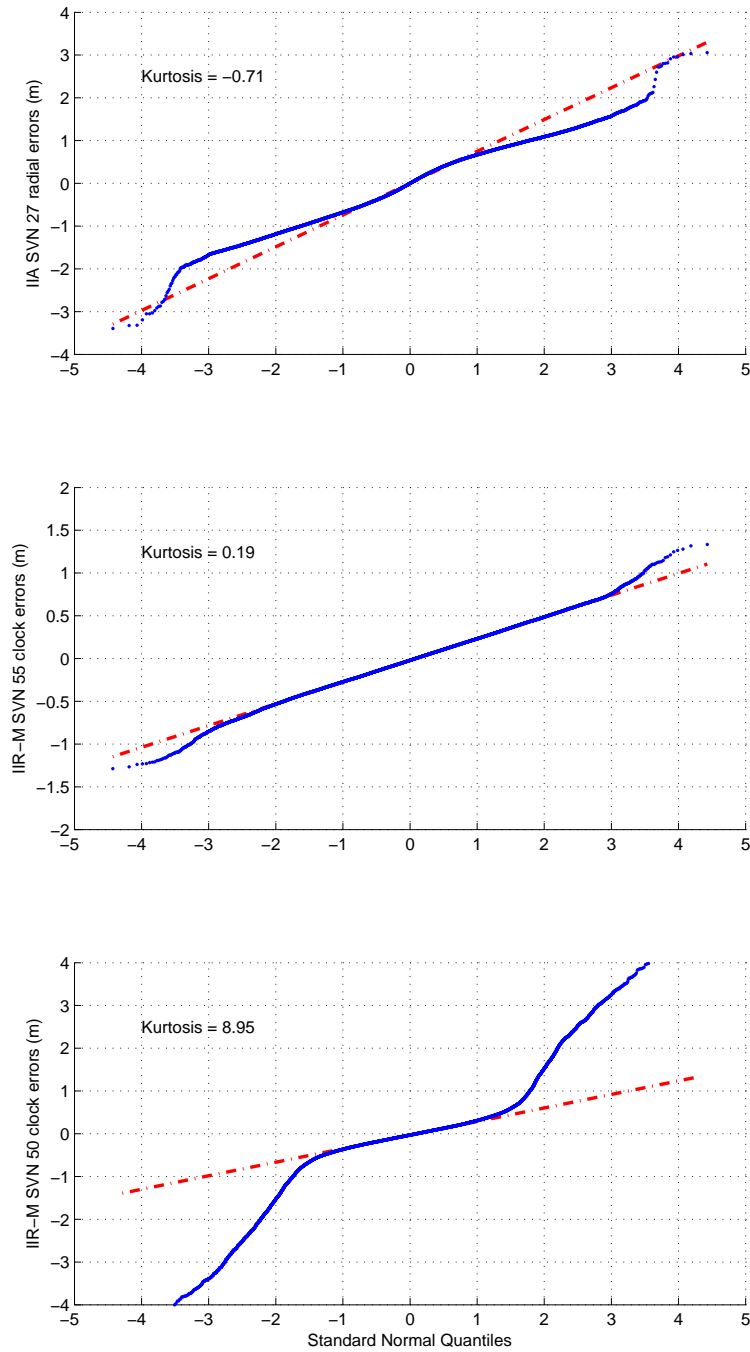 4
3
2
1
0
−1
−2
−3
−4
IIA SVN 27 radial errors (m)
Kurtosis = −0.71
−5 −4 −3 −2 −1 0 1 2 3 4 5
2
1.5
1
0.5
0
−0.5
−1
−1.5
−2
IIR−M SVN 55 clock errors (m)
Kurtosis = 0.19
−5 −4 −3 −2 −1 0 1 2 3 4 5
4
3
2
1
0
−1
−2
−3
−4
IIR−M SVN 50 clock errors (m)
Kurtosis = 8.95
−5 −4 −3 −2 −1 0 1 2 3 4 5
Standard Normal Quantiles